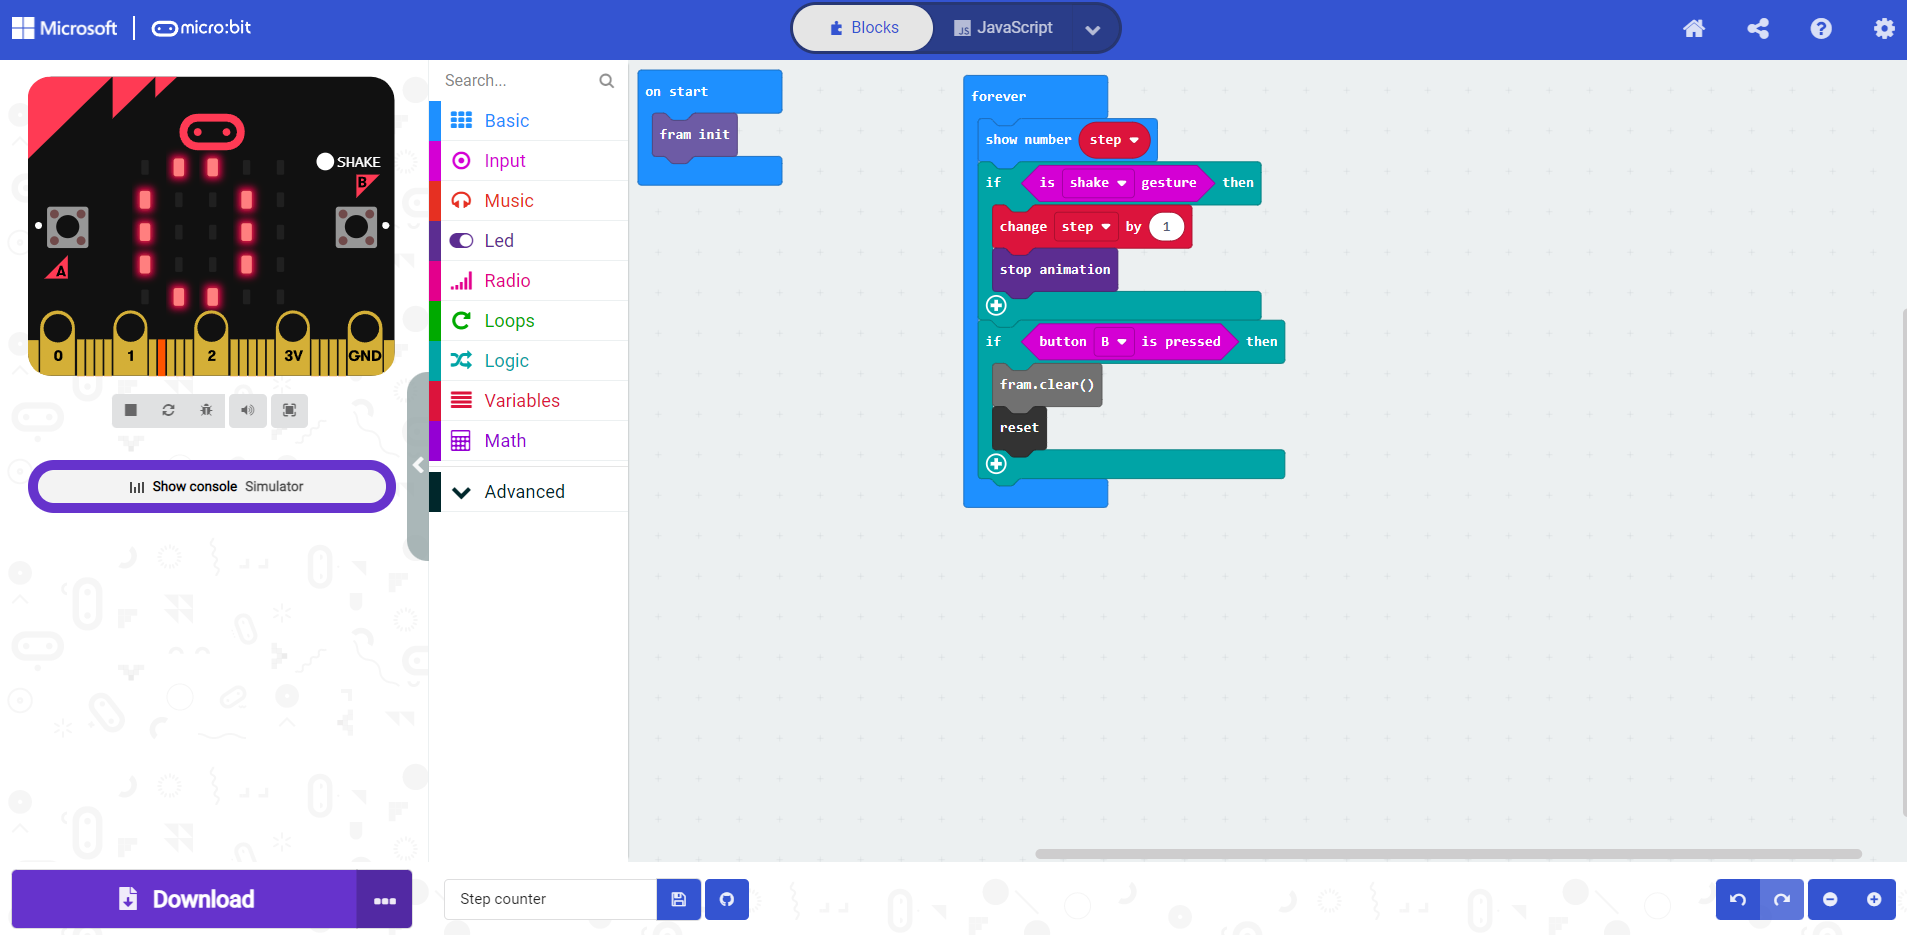 Microsoft
micro:bit
Blocks
JS
JavaScript
?
SHAKE
B
A
0
1
2
3V
GND
Show console Simulator
Search...
Basic
Input
Music
Led
Radio
Loops
Logic
Variables
Math
Advanced
on start
fram init
forever
show number step
if is shake gesture then
change step by 1
stop animation
if button B is pressed then
fram.clear()
reset
Download
Step counter